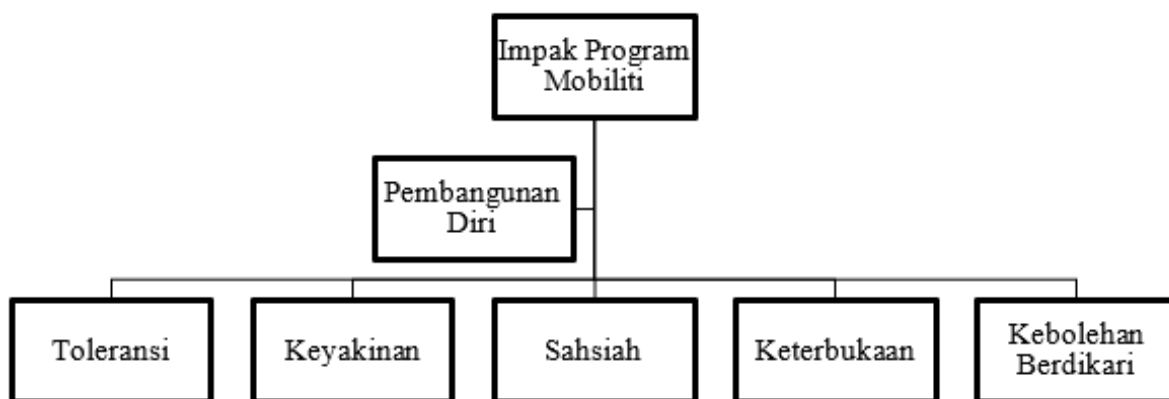 Impak Program
Mobiliti
Pembangunan
Diri
Toleransi
Keyakinan
Sahsiah
Keterbukaan
Kebolehan
Berdikari